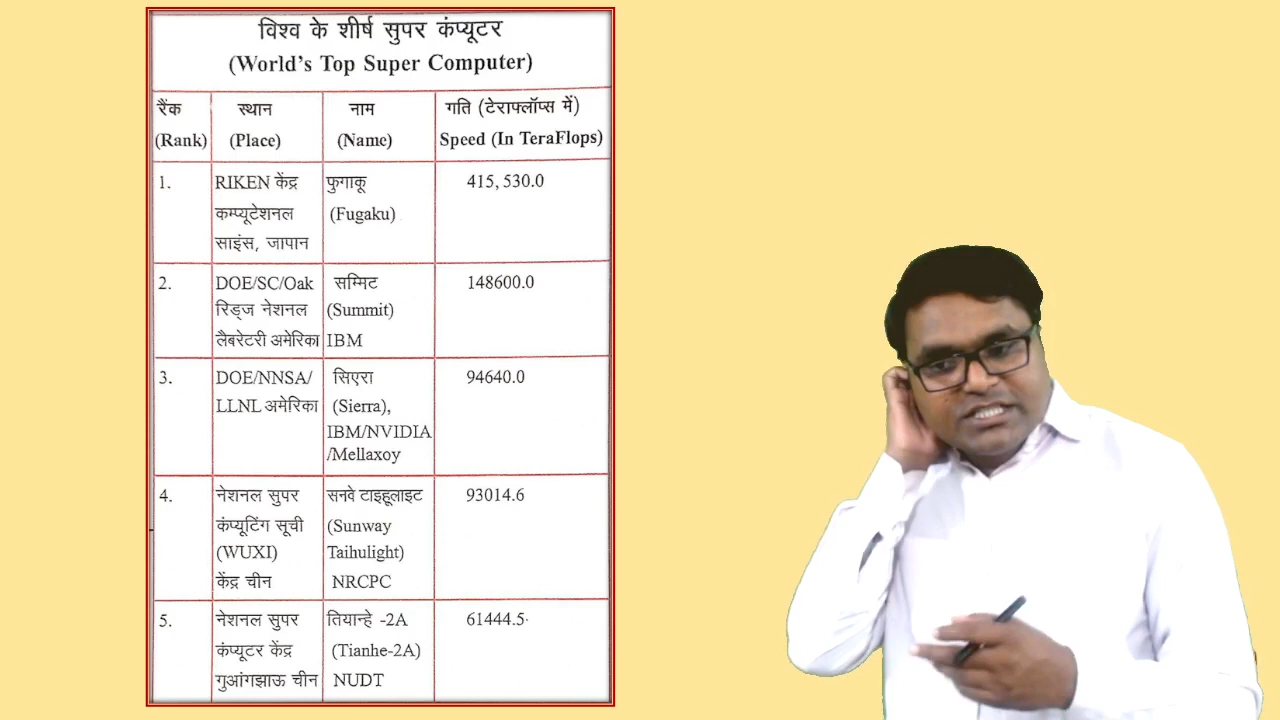 विश्व के शीर्ष सुपर कंप्यूटर
(World's Top Super Computer)
रैंक
(Rank)
स्थान
(Place)
नाम
(Name)
गति (टेराफ्लॉप्स में)
Speed (In TeraFlops)
1.
RIKEN केंद्र
कम्प्यूटेशनल
साइंस, जापान
फुगाकू
(Fugaku)
415, 530.0
2.
DOE/SC/Oak
रिड्ज नेशनल
लैबरेटरी अमेरिका
सम्मिट
(Summit)
IBM
148600.0
3.
DOE/NNSA/
LLNL अमेरिका
सिएरा
(Sierra),
IBM/NVIDIA
/Mellaxoy
94640.0
4.
नेशनल सुपर
कंप्यूटिंग सूची
(WUXI)
केंद्र चीन
सनवे टाइहूलाइट
(Sunway
Taihulight)
NRCPC
93014.6
5.
नेशनल सुपर
कंप्यूटर केंद्र
गुआंगझाऊ चीन
तियान्हे -2A
(Tianhe-2A)
NUDT
61444.5